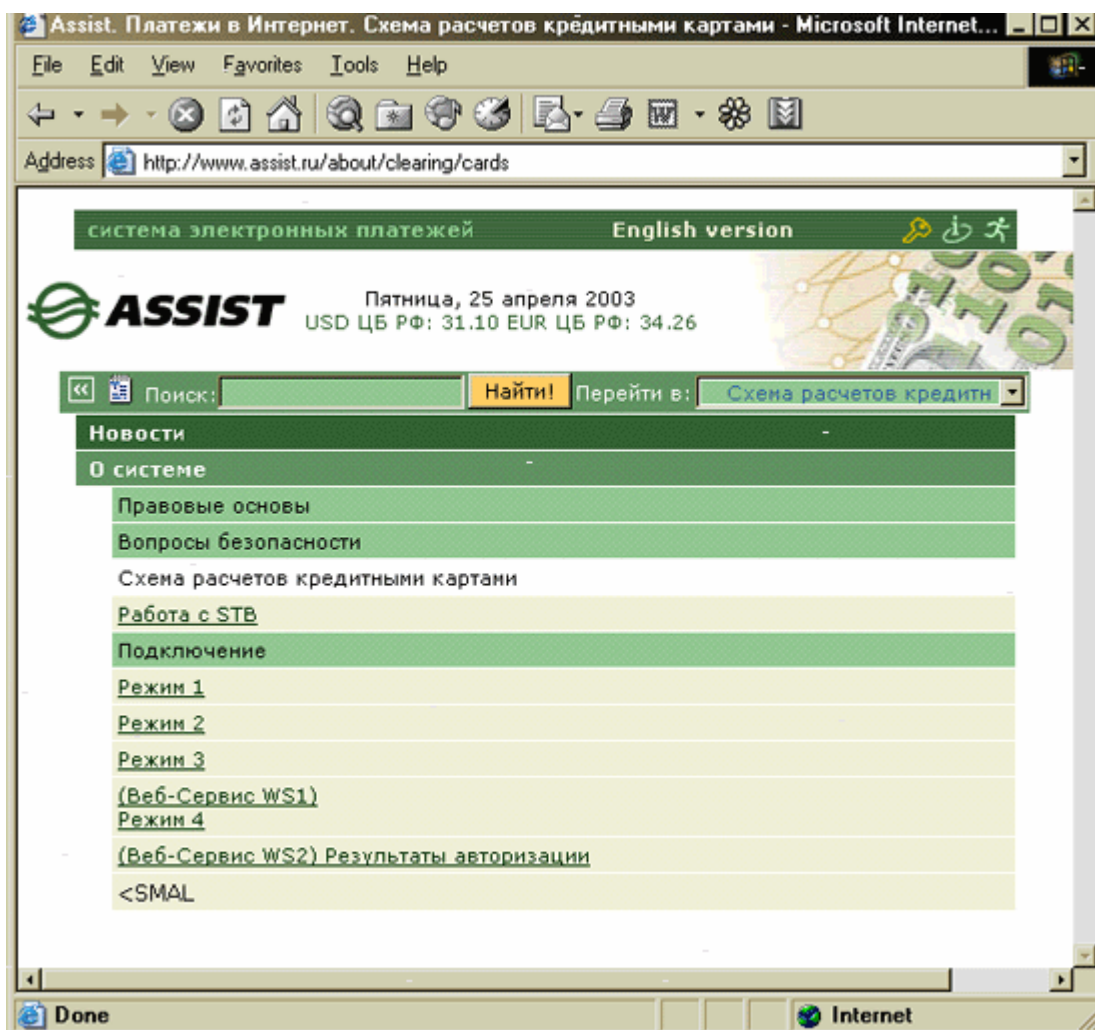 Assist. Платежи в Интернет. Схема расчетов кредитными картами - Microsoft Internet...
File Edit View Favorites Tools Help
Address http://www.assist.ru/about/clearing/cards
система электронных платежей English version
ASSIST
Пятница, 25 апреля 2003
USD ЦБ РФ: 31.10 EUR ЦБ РФ: 34.26
Поиск: Найти! Перейти в: Схема расчетов кредитн
Новости
О системе
Правовые основы
Вопросы безопасности
Схема расчетов кредитными картами
Работа с STB
Подключение
Режим 1
Режим 2
Режим 3
(Веб-Сервис WS1)
Режим 4
(Веб-Сервис WS2) Результаты авторизации
<SMAL
Done Internet